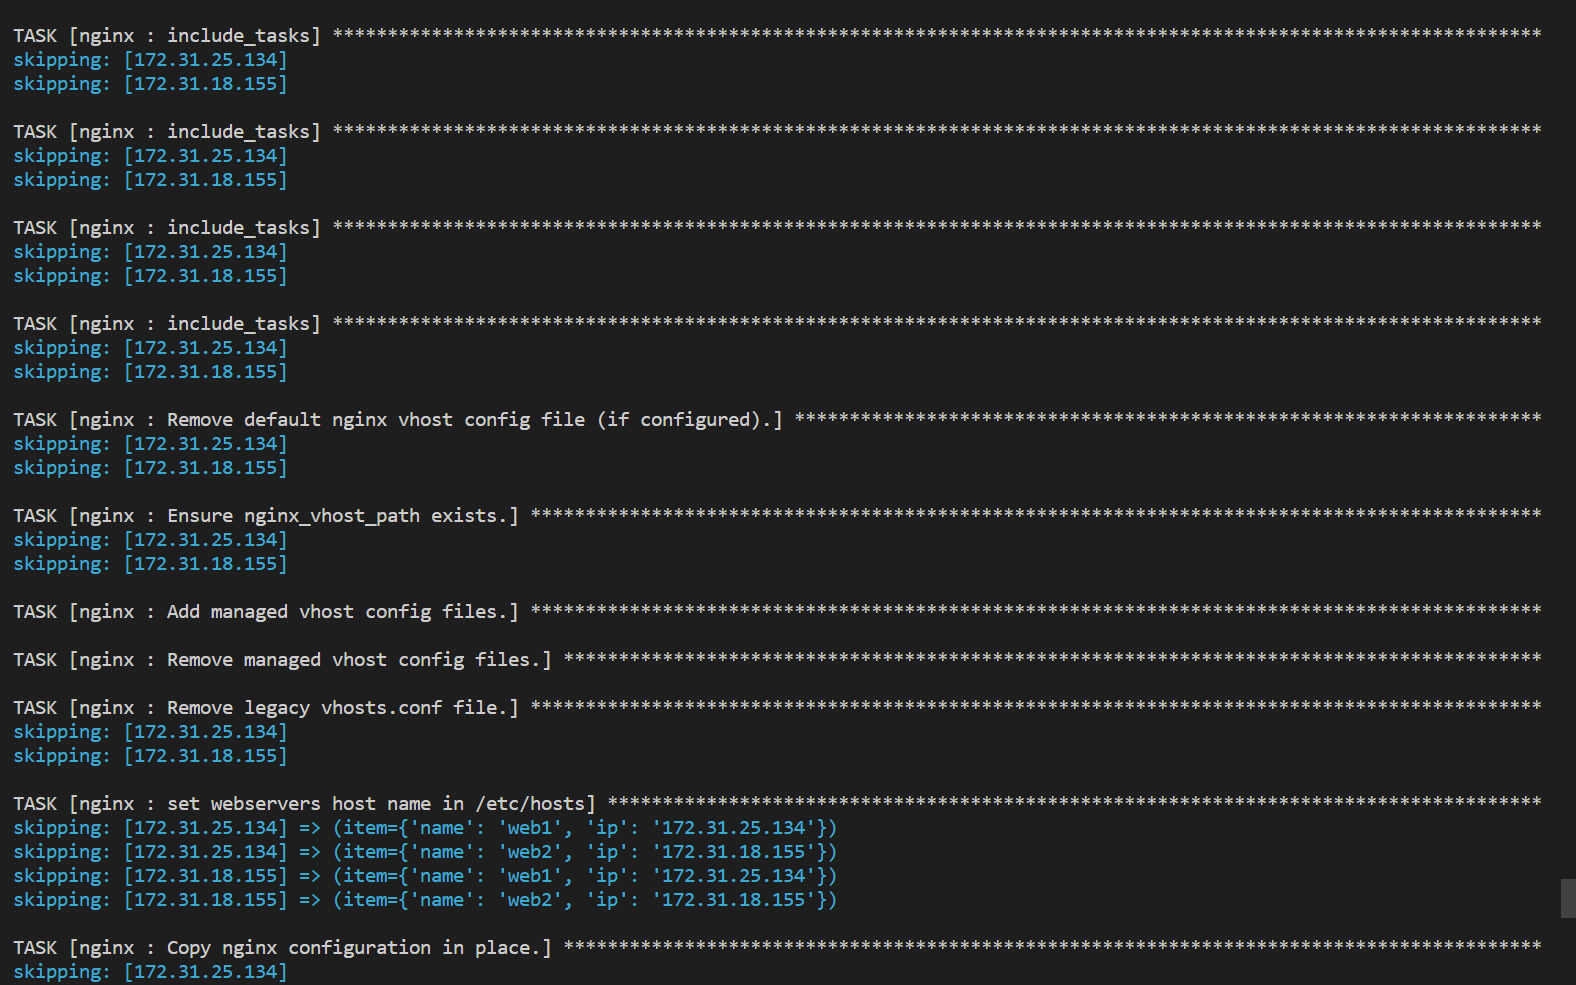 TASK [nginx : include_tasks] **************************************************************************************************************
skipping: [172.31.25.134]
skipping: [172.31.18.155]
TASK [nginx : include_tasks] **************************************************************************************************************
skipping: [172.31.25.134]
skipping: [172.31.18.155]
TASK [nginx : include_tasks] **************************************************************************************************************
skipping: [172.31.25.134]
skipping: [172.31.18.155]
TASK [nginx : include_tasks] **************************************************************************************************************
skipping: [172.31.25.134]
skipping: [172.31.18.155]
TASK [nginx : Remove default nginx vhost config file (if configured).] ********************************************************************
skipping: [172.31.25.134]
skipping: [172.31.18.155]
TASK [nginx : Ensure nginx_vhost_path exists.] ********************************************************************************************
skipping: [172.31.25.134]
skipping: [172.31.18.155]
TASK [nginx : Add managed vhost config files.] ********************************************************************************************
TASK [nginx : Remove managed vhost config files.] *****************************************************************************************
TASK [nginx : Remove legacy vhosts.conf file.] ********************************************************************************************
skipping: [172.31.25.134]
skipping: [172.31.18.155]
TASK [nginx : set webservers host name in /etc/hosts] *************************************************************************************
skipping: [172.31.25.134] => (item={'name': 'web1', 'ip': '172.31.25.134'})
skipping: [172.31.25.134] => (item={'name': 'web2', 'ip': '172.31.18.155'})
skipping: [172.31.18.155] => (item={'name': 'web1', 'ip': '172.31.25.134'})
skipping: [172.31.18.155] => (item={'name': 'web2', 'ip': '172.31.18.155'})
TASK [nginx : Copy nginx configuration in place.] *****************************************************************************************
skipping: [172.31.25.134]